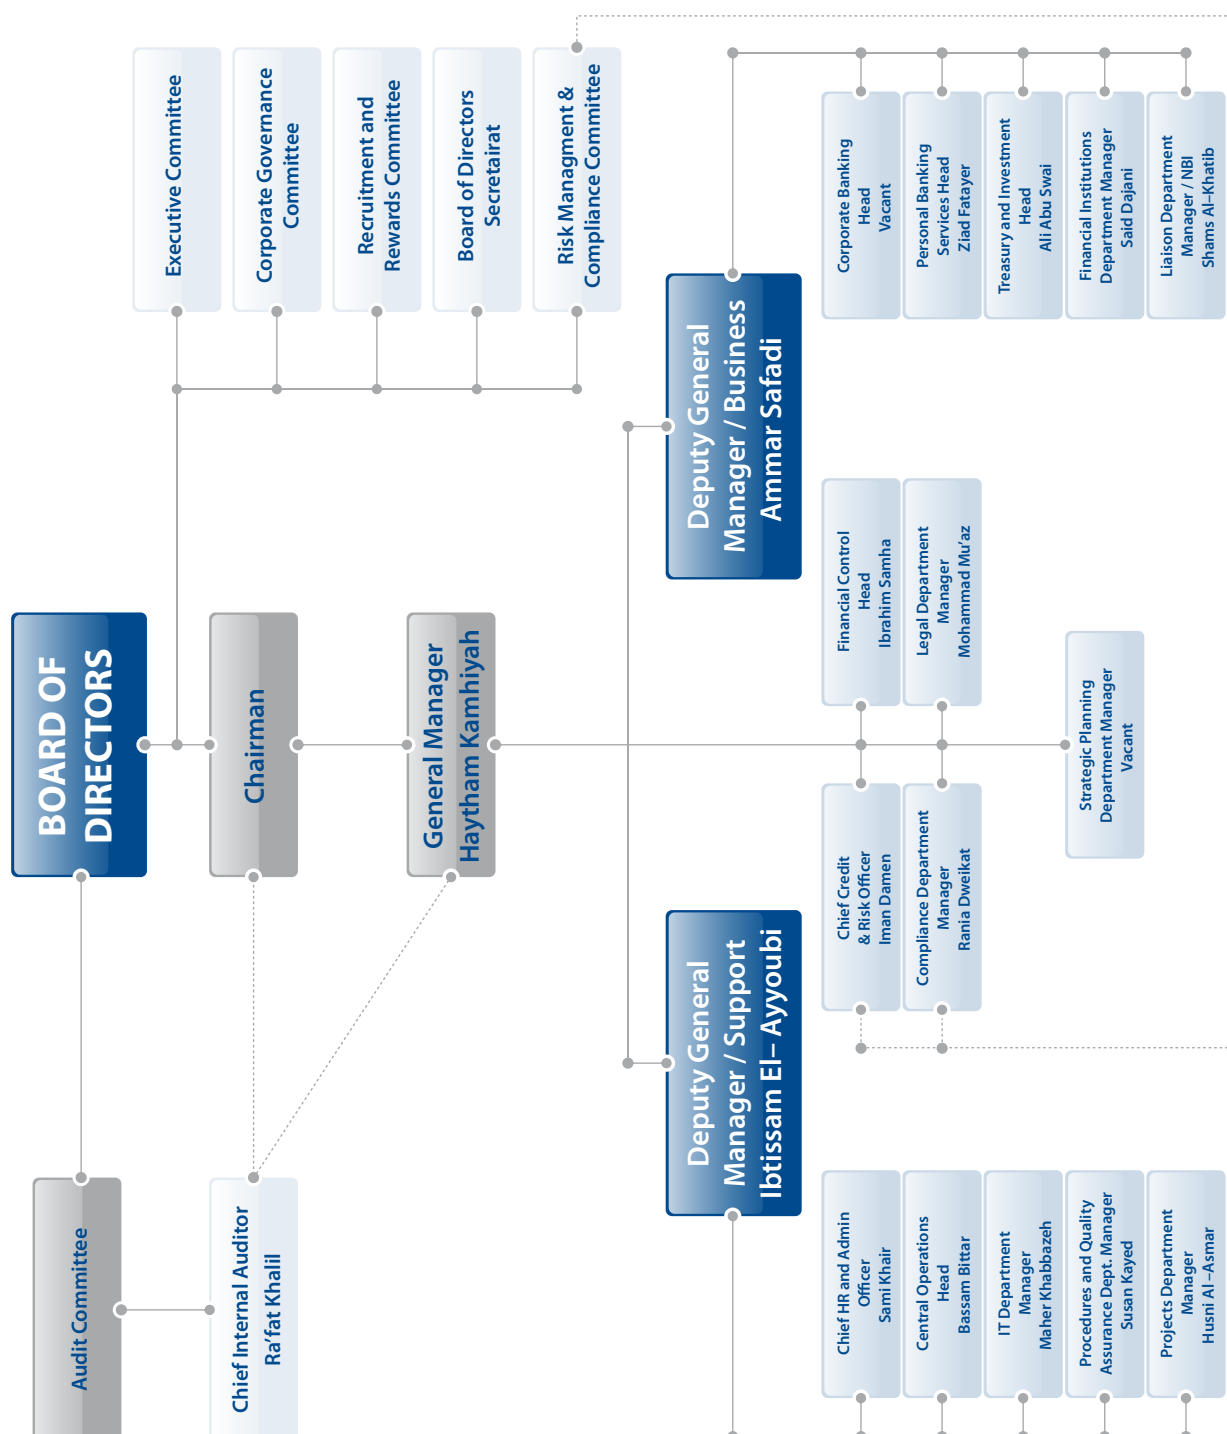 BOARD OF
DIRECTORS
Audit Committee
Chief Internal Auditor
Ra'fat Khalil
Chairman
General Manager
Haytham Kamhiyah
Executive Committee
Corporate Governance
Committee
Recruitment and
Rewards Committee
Board of Directors
Secretairat
Risk Managment &
Compliance Committee
Deputy General
Manager / Support
Ibtissam El– Ayyoubi
Deputy General
Manager / Business
Ammar Safadi
Chief HR and Admin
Officer
Sami Khair
Central Operations
Head
Bassam Bittar
IT Department
Manager
Maher Khabbazeh
Procedures and Quality
Assurance Dept. Manager
Susan Kayed
Projects Department
Manager
Husni Al –Asmar
Chief Credit
& Risk Officer
Iman Damen
Compliance Department
Manager
Rania Dweikat
Financial Control
Head
Ibrahim Samha
Legal Department
Manager
Mohammad Mu'az
Strategic Planning
Department Manager
Vacant
Corporate Banking
Head
Vacant
Personal Banking
Services Head
Ziad Fatayer
Treasury and Investment
Head
Ali Abu Swai
Financial Institutions
Department Manager
Said Dajani
Liaison Department
Manager / NBI
Shams Al–Khatib